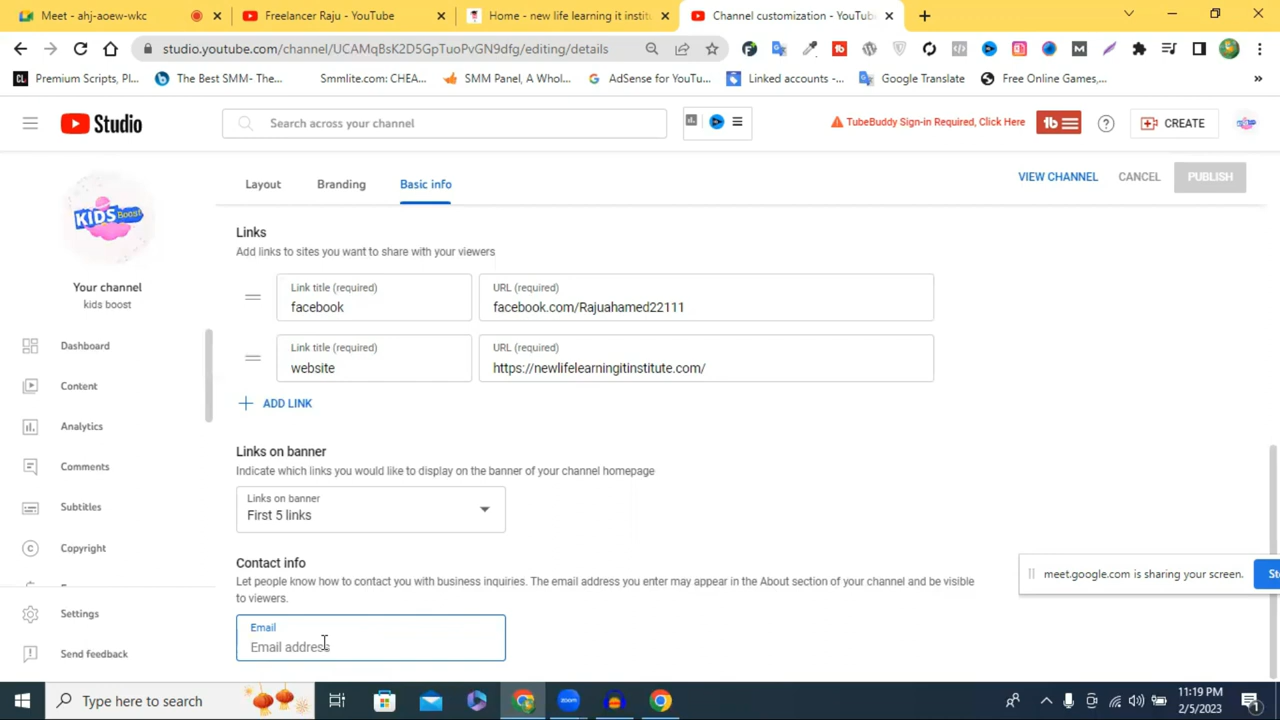 Meet - ahj-aoew-wkc
Freelancer Raju - YouTube
Home - new life learning it instit
Channel customization - YouTub
studio.youtube.com/channel/UCAMqBsK2D5GpTuoPvGN9dfg/editing/details
Premium Scripts, Pl...
The Best SMM- The...
Smmlite.com: CHEA...
SMM Panel, A Whol...
AdSense for YouTu...
Linked accounts -...
Google Translate
Free Online Games,...
Studio
Search across your channel
TubeBuddy Sign-in Required, Click Here
CREATE
Layout
Branding
Basic info
VIEW CHANNEL
CANCEL
PUBLISH
KIDS Boost
Your channel
kids boost
Dashboard
Content
Analytics
Comments
Subtitles
Copyright
Settings
Send feedback
Links
Add links to sites you want to share with your viewers
Link title (required)
facebook
URL (required)
facebook.com/Rajuahamed22111
Link title (required)
website
URL (required)
https://newlifelearningitinstitute.com/
ADD LINK
Links on banner
Indicate which links you would like to display on the banner of your channel homepage
Links on banner
First 5 links
Contact info
Let people know how to contact you with business inquiries. The email address you enter may appear in the About section of your channel and be visible
to viewers.
Email
Email address
meet.google.com is sharing your screen.
St
Type here to search
zoom
11:19 PM
2/5/2023